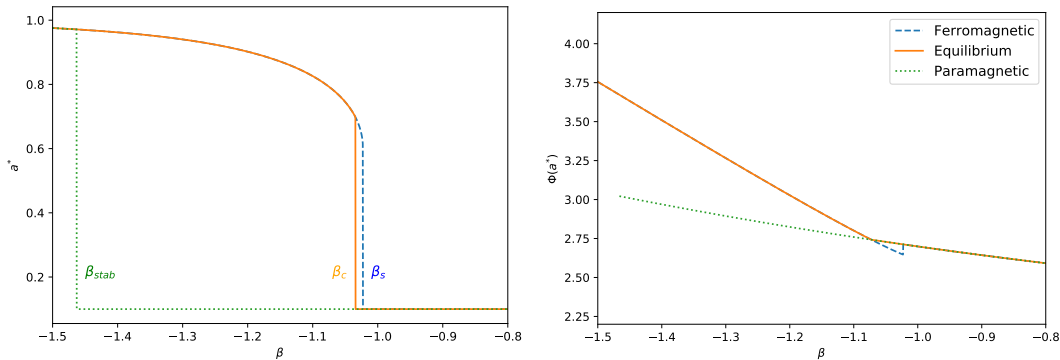 1.0
0.8
0.6
0.4
0.2
a*
−1.5
−1.4
−1.3
−1.2
−1.1
−1.0
−0.9
−0.8
β
β_stab
β_c
β_s
4.00
3.75
3.50
3.25
3.00
2.75
2.50
2.25
Φ(a*)
−1.5
−1.4
−1.3
−1.2
−1.1
−1.0
−0.9
−0.8
β
Ferromagnetic
Equilibrium
Paramagnetic